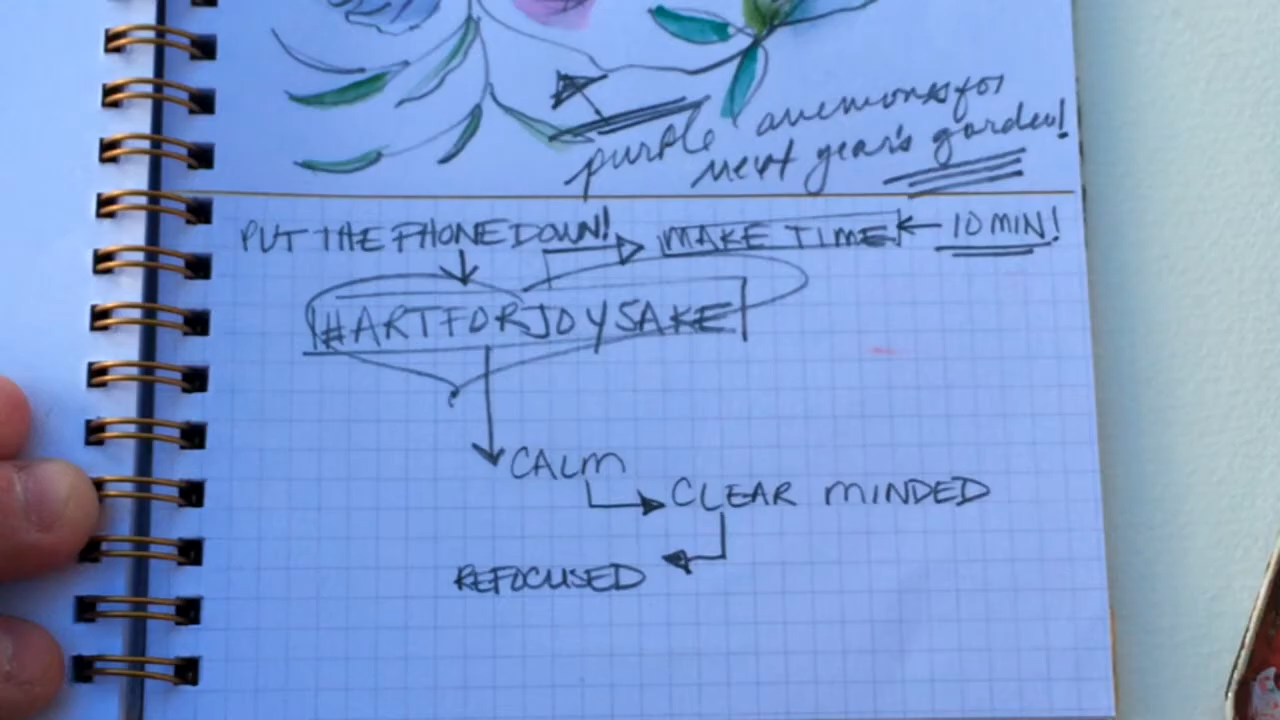 purple anemones for
next year's garden!
PUT THE PHONE DOWN! MAKE TIME 10 MIN!
#ARTFORJOYSAKE
CALM
CLEAR MINDED
REFOCUSED